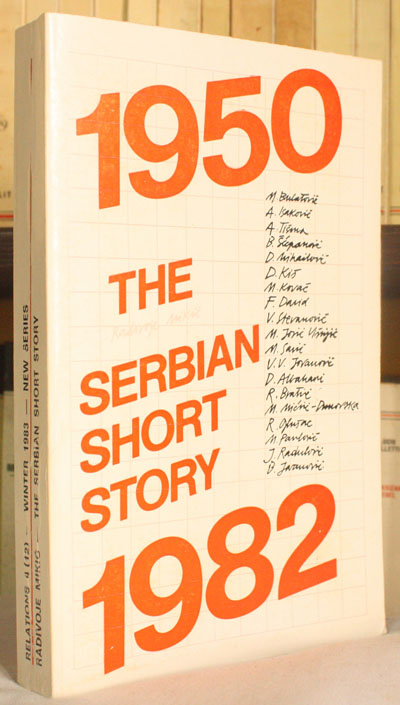 1950
THE
Radivoje Mikić
SERBIAN
SHORT
STORY
1982
M. Bulatović
A. Isaković
A. Tišma
B. Šćepanović
D. Mihailović
D. Kiš
M. Kovač
F. David
V. Stevanović
M. Josić Višnjić
M. Savić
V. V. Jovanović
D. Albahari
R. Bratić
M. Mićić-Dimovska
R.
M. Pavlović
J. Radulović
B. Jovanović
RELATIONS 4 (12) — WINTER 1983 — NEW SERIES
RADIVOJE MIKIĆ — THE SERBIAN SHORT STORY